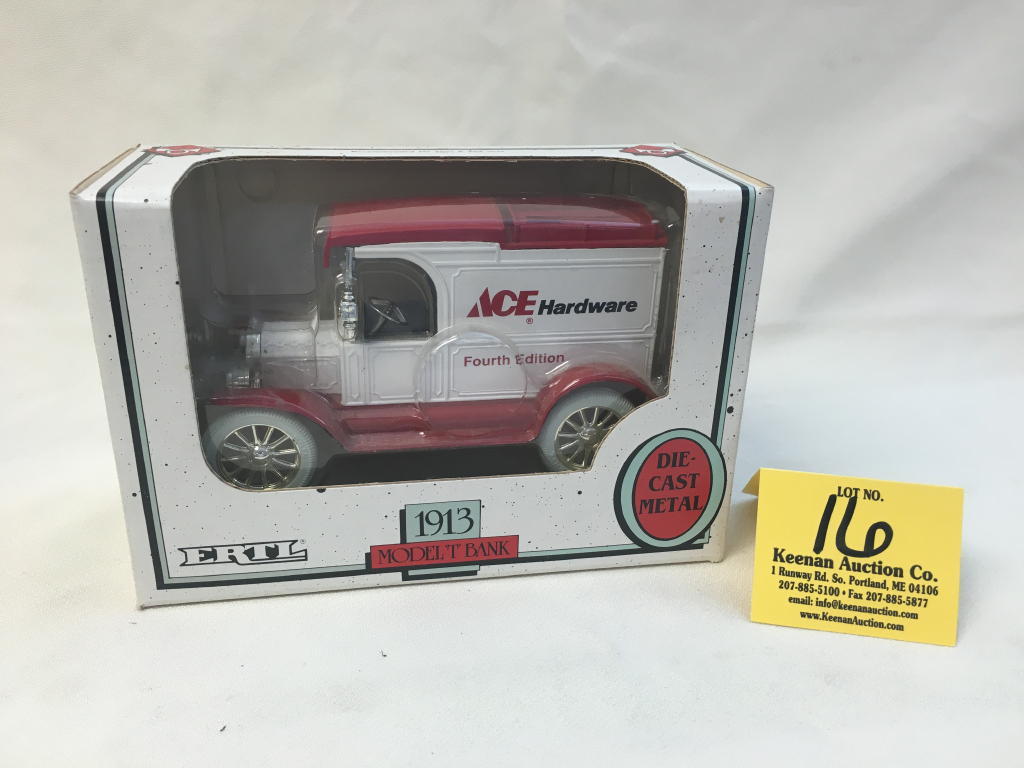 ACE Hardware
®
Fourth Edition
DIE-
CAST
METAL
1913
MODEL "T" BANK
ERTL
LOT NO.
16
Keenan Auction Co.
1 Runway Rd. So. Portland, ME 04106
207-885-5100 • Fax 207-885-5877
email: info@keenanauction.com
www.KeenanAuction.com